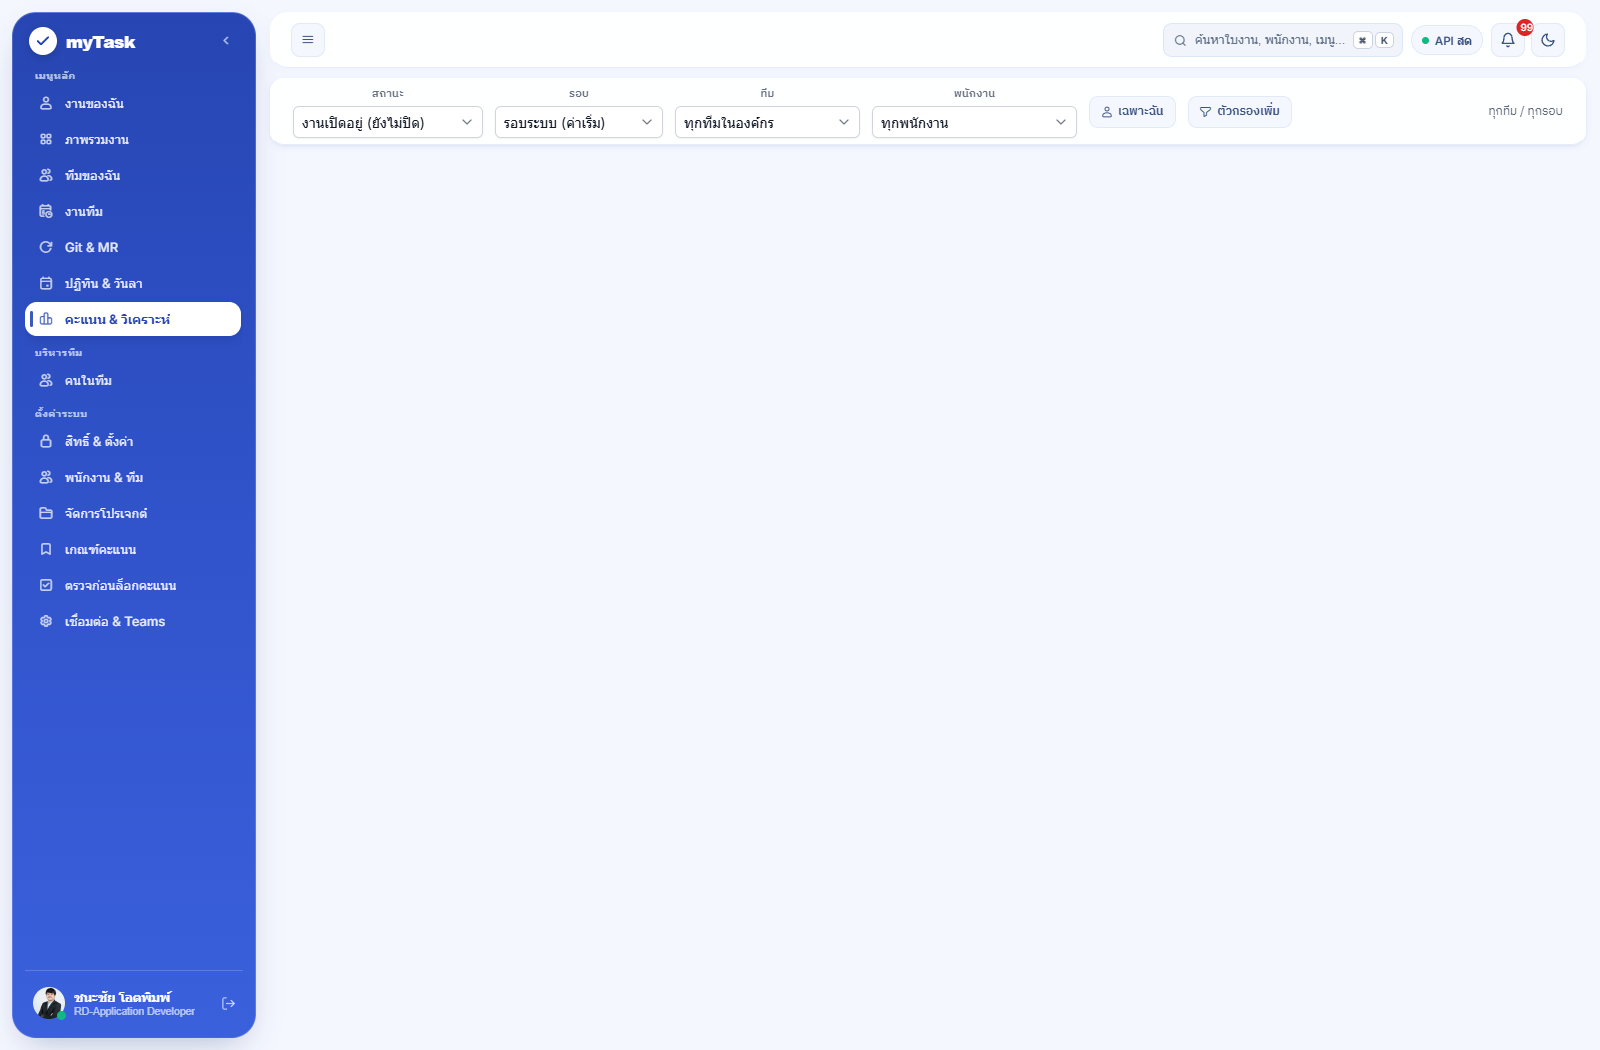 myTask
เมนูหลัก
งานของฉัน
ภาพรวมงาน
ทีมของฉัน
งานทีม
Git & MR
ปฏิทิน & วันลา
คะแนน & วิเคราะห์
บริหารทีม
คนในทีม
ตั้งค่าระบบ
สิทธิ์ & ตั้งค่า
พนักงาน & ทีม
จัดการโปรเจกต์
เกณฑ์คะแนน
ตรวจก่อนล็อกคะแนน
เชื่อมต่อ & Teams
ชนะชัย โอดพิมพ์
RD-Application Developer
ค้นหาใบงาน, พนักงาน, เมนู... ⌘ K
API สด
99
สถานะ
งานเปิดอยู่ (ยังไม่ปิด)
รอบ
รอบระบบ (ค่าเริ่ม)
ทีม
ทุกทีมในองค์กร
พนักงาน
ทุกพนักงาน
เฉพาะฉัน
ตัวกรองเพิ่ม
ทุกทีม / ทุกรอบ